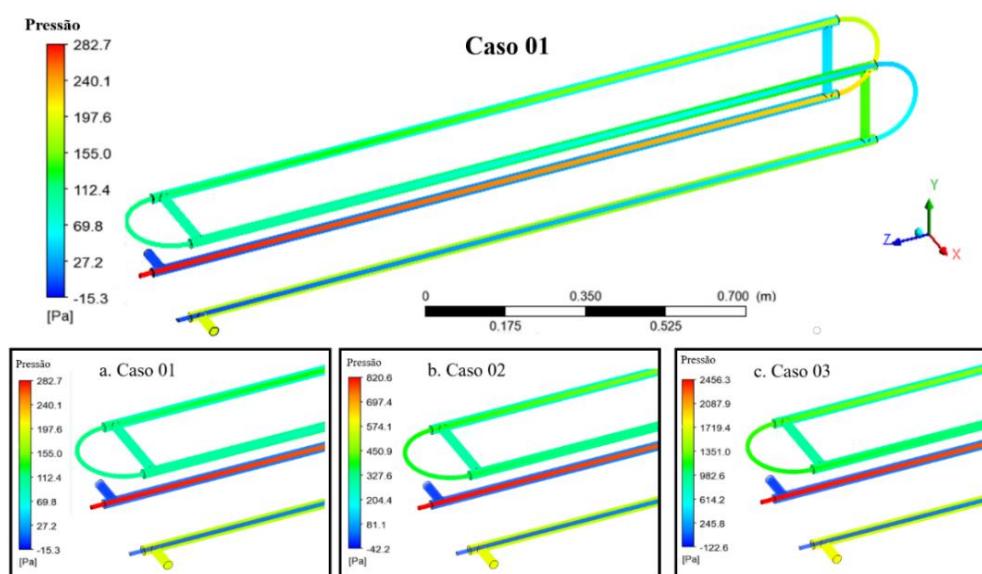 Pressão
282.7
240.1
197.6
155.0
112.4
69.8
27.2
-15.3
[Pa]
Caso 01
Y
Z
X
0 0.350 0.700 (m)
0.175 0.525
Pressão
a. Caso 01
282.7
240.1
197.6
155.0
112.4
69.8
27.2
-15.3
[Pa]
Pressão
b. Caso 02
820.6
697.4
574.1
450.9
327.6
204.4
81.1
-42.2
[Pa]
Pressão
c. Caso 03
2456.3
2087.9
1719.4
1351.0
982.6
614.2
245.8
-122.6
[Pa]